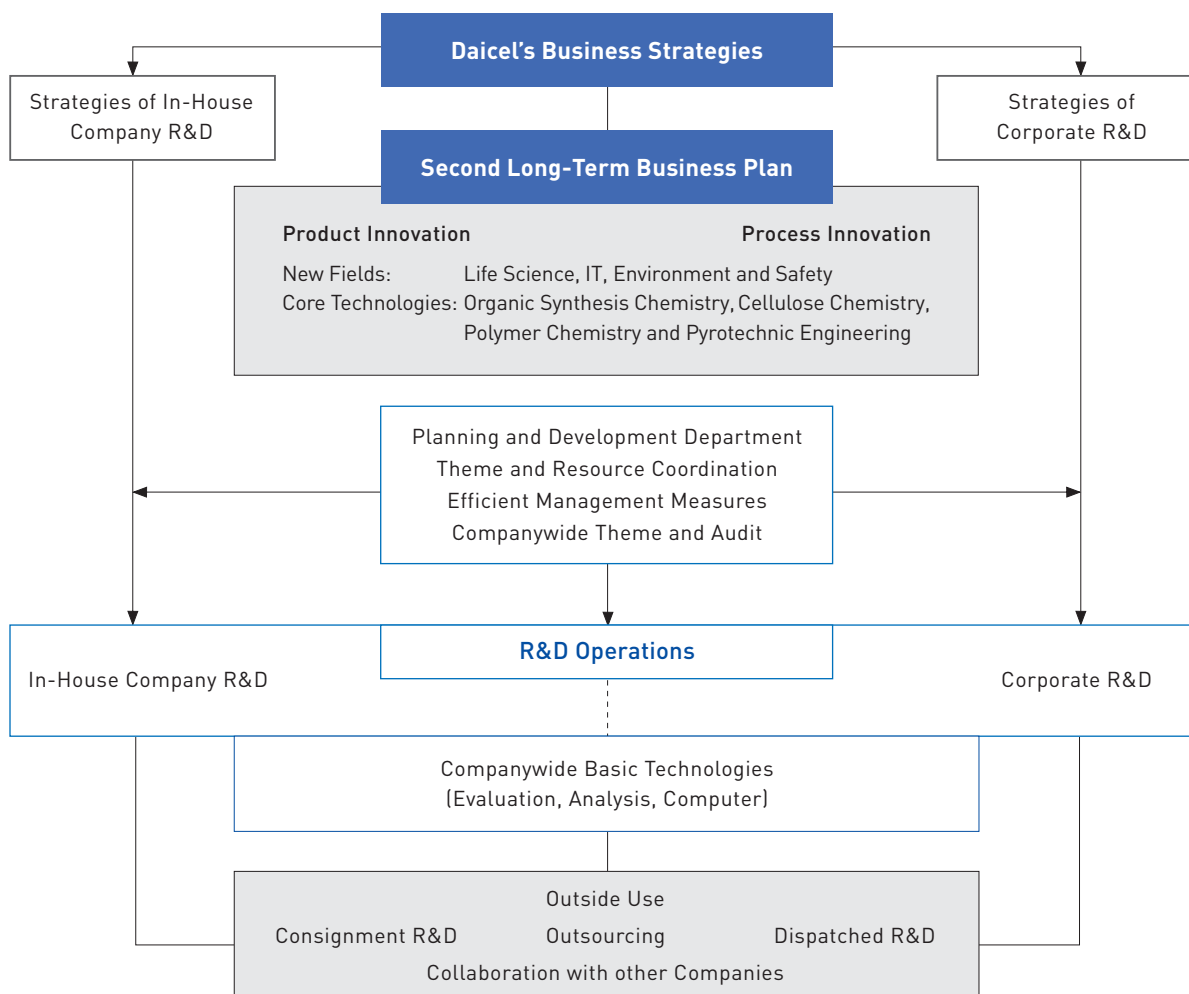 Daicel's Business Strategies
Strategies of In-House
Company R&D
Strategies of
Corporate R&D
Second Long-Term Business Plan
Product Innovation Process Innovation
New Fields: Life Science, IT, Environment and Safety
Core Technologies: Organic Synthesis Chemistry, Cellulose Chemistry,
Polymer Chemistry and Pyrotechnic Engineering
Planning and Development Department
Theme and Resource Coordination
Efficient Management Measures
Companywide Theme and Audit
R&D Operations
In-House Company R&D
Corporate R&D
Companywide Basic Technologies
(Evaluation, Analysis, Computer)
Outside Use
Consignment R&D Outsourcing Dispatched R&D
Collaboration with other Companies